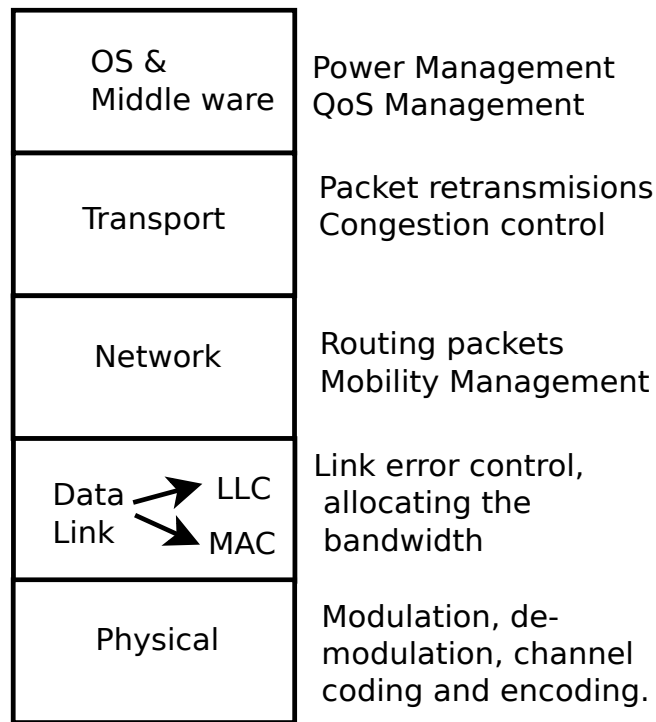 OS &
Middle ware
Power Management
QoS Management
Transport
Packet retransmisions
Congestion control
Network
Routing packets
Mobility Management
Data
Link
LLC
MAC
Link error control,
allocating the
bandwidth
Physical
Modulation, de-
modulation, channel
coding and encoding.